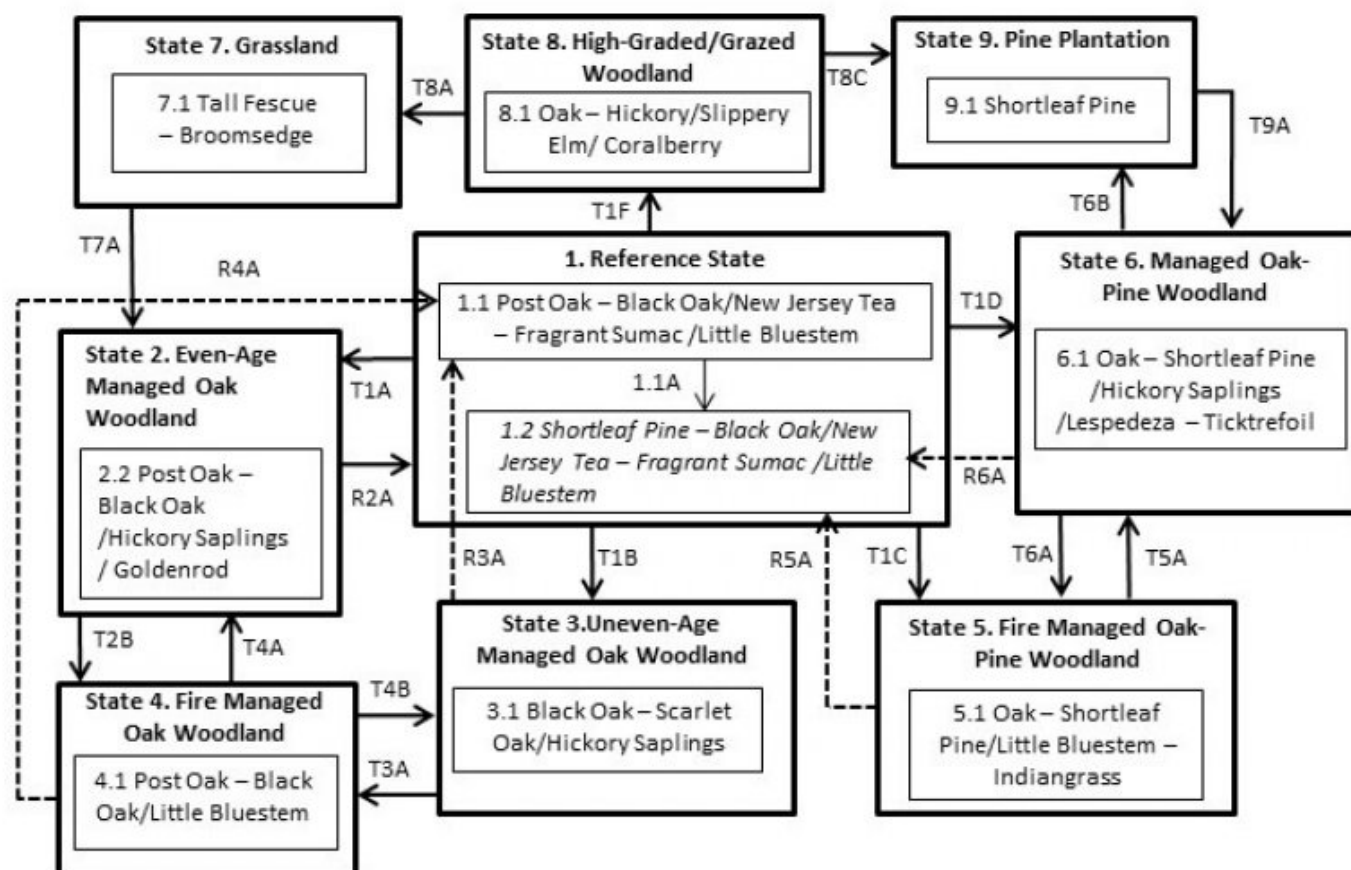 State 7. Grassland
7.1 Tall Fescue
– Broomsedge
T8A
State 8. High-Graded/Grazed
Woodland
8.1 Oak – Hickory/Slippery
Elm/ Coralberry
T8C
State 9. Pine Plantation
9.1 Shortleaf Pine
T9A
T7A
R4A
T1F
T6B
1. Reference State
1.1 Post Oak – Black Oak/New Jersey Tea
– Fragrant Sumac /Little Bluestem
1.1A
1.2 Shortleaf Pine – Black Oak/New
Jersey Tea – Fragrant Sumac /Little
Bluestem
T1D
State 6. Managed Oak-
Pine Woodland
6.1 Oak – Shortleaf Pine
/Hickory Saplings
/Lespedeza – Ticktrefoil
R6A
State 2. Even-Age
Managed Oak
Woodland
2.2 Post Oak –
Black Oak
/Hickory Saplings
/ Goldenrod
T1A
R2A
R3A
T1B
R5A
T1C
T6A
T5A
T2B
T4A
State 4. Fire Managed
Oak Woodland
4.1 Post Oak – Black
Oak/Little Bluestem
T4B
T3A
State 3.Uneven-Age
Managed Oak Woodland
3.1 Black Oak – Scarlet
Oak/Hickory Saplings
State 5. Fire Managed Oak-
Pine Woodland
5.1 Oak – Shortleaf
Pine/Little Bluestem –
Indiangrass